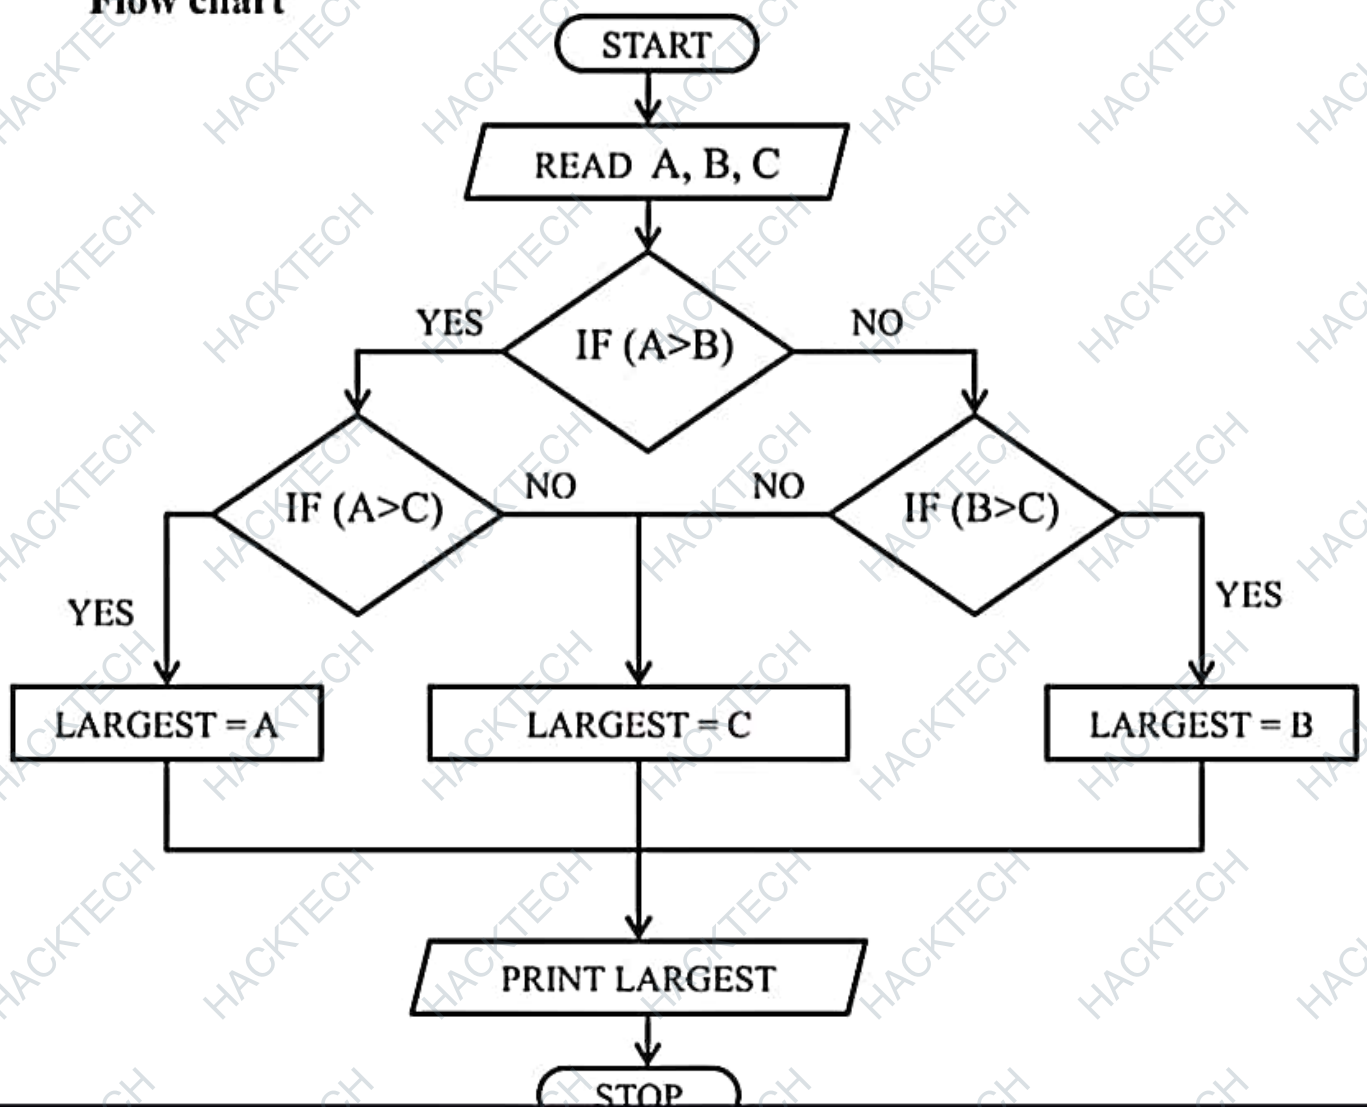 Flow chart
START
READ A, B, C
IF (A>B)
YES
NO
IF (A>C)
NO
NO
IF (B>C)
YES
YES
LARGEST = A
LARGEST = C
LARGEST = B
PRINT LARGEST
STOP
HACKTECH